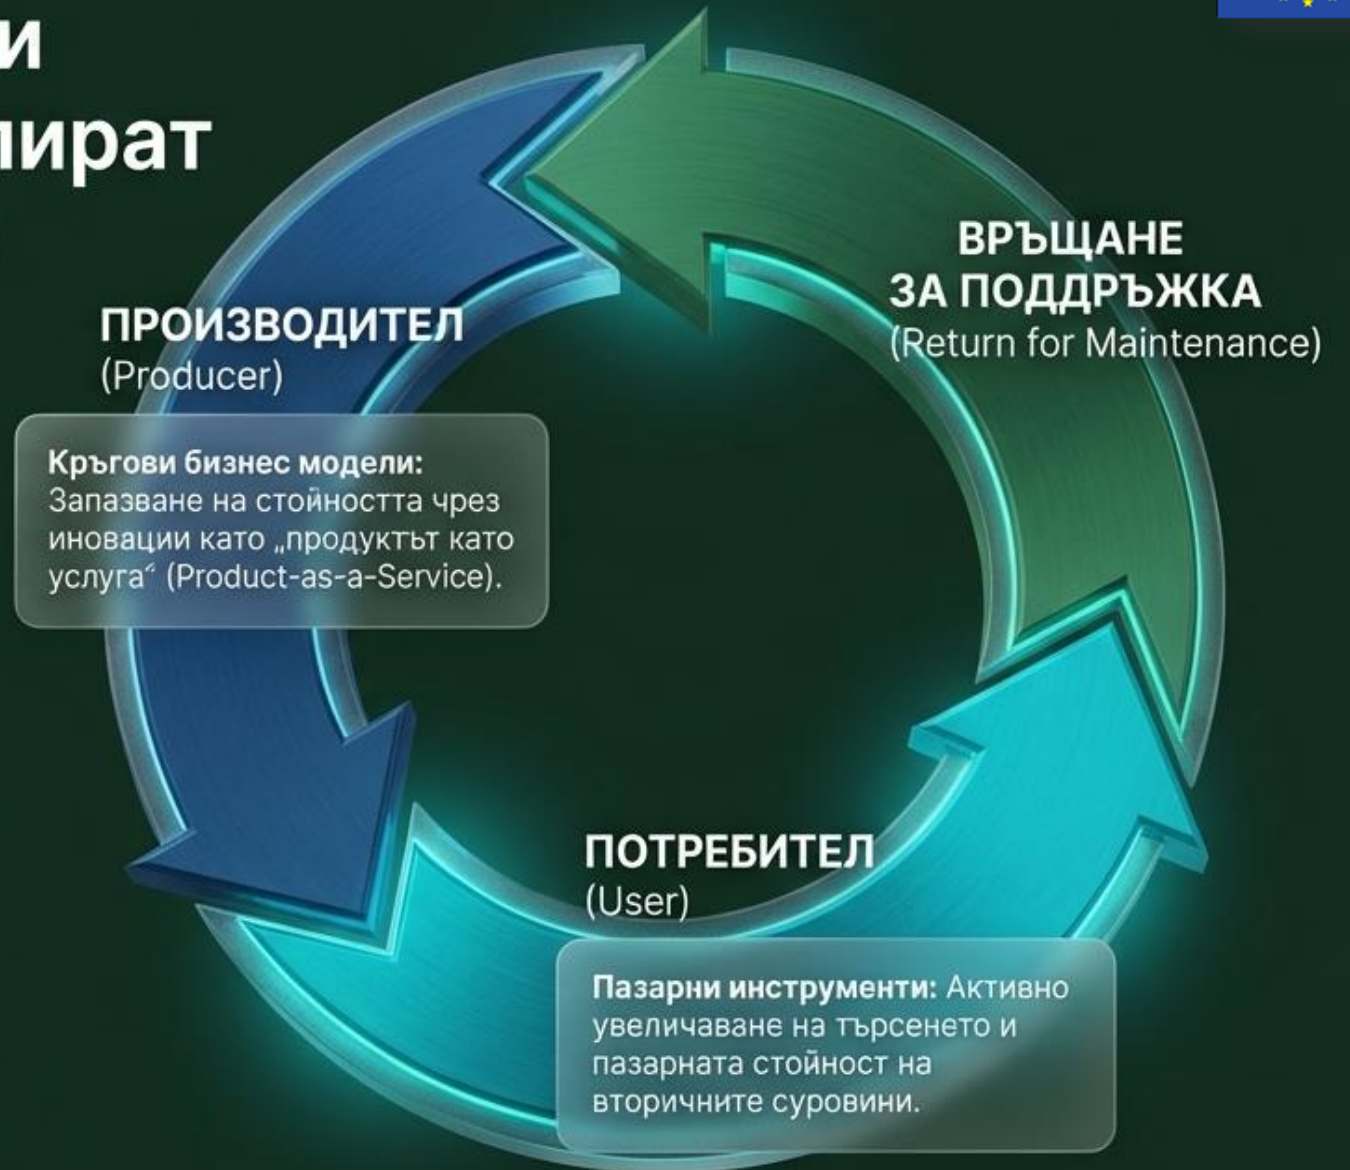 и
пират
ВРЪЩАНЕ
ЗА ПОДДРЪЖКА
(Return for Maintenance)
ПРОИЗВОДИТЕЛ
(Producer)
Кръгови бизнес модели:
Запазване на стойността чрез
иновации като „продуктът като
услуга“ (Product-as-a-Service).
ПОТРЕБИТЕЛ
(User)
Пазарни инструменти: Активно
увеличаване на търсенето и
пазарната стойност на
вторичните суровини.